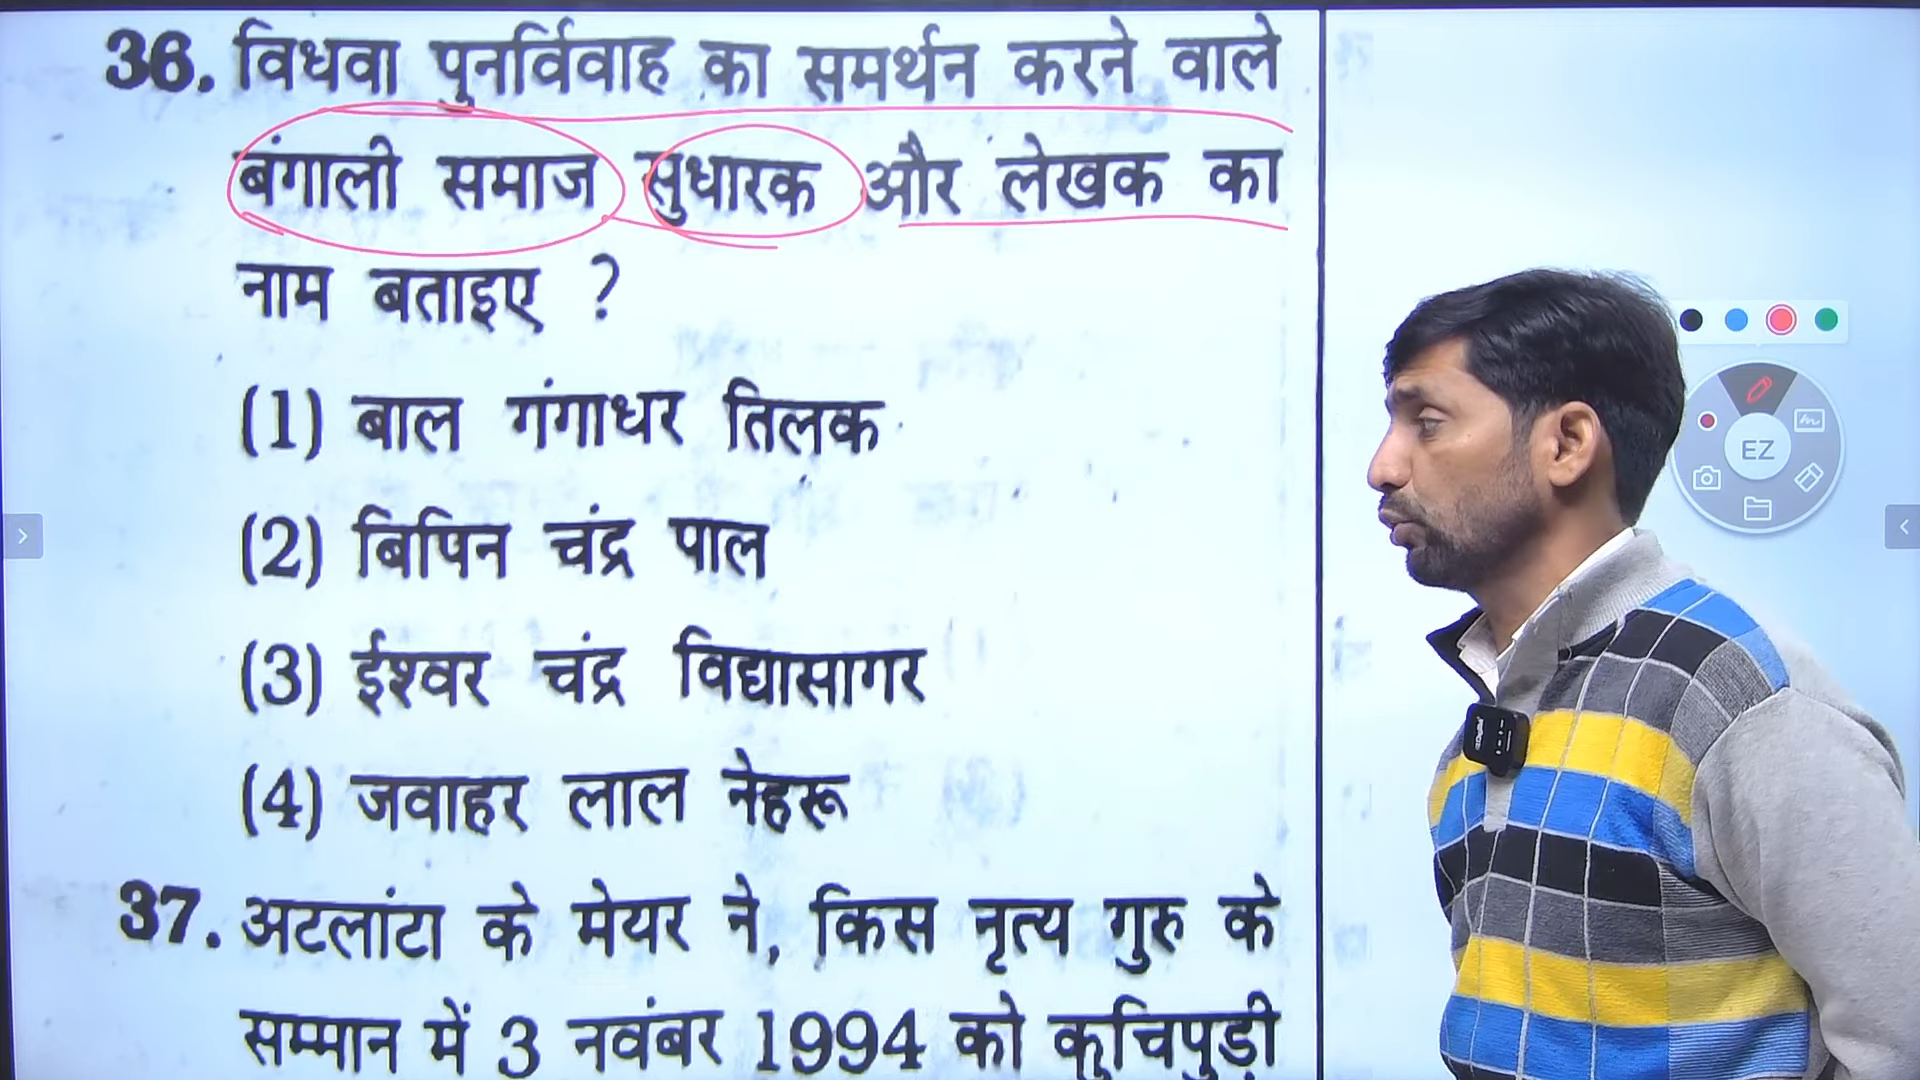 36. विधवा पुनर्विवाह का समर्थन करने वाले
बंगाली समाज सुधारक और लेखक का
नाम बताइए ?
(1) बाल गंगाधर तिलक
(2) बिपिन चंद्र पाल
(3) ईश्वर चंद्र विद्यासागर
(4) जवाहर लाल नेहरू
37. अटलांटा के मेयर ने, किस नृत्य गुरु के
सम्मान में 3 नवंबर 1994 को कुचिपुड़ी
EZ